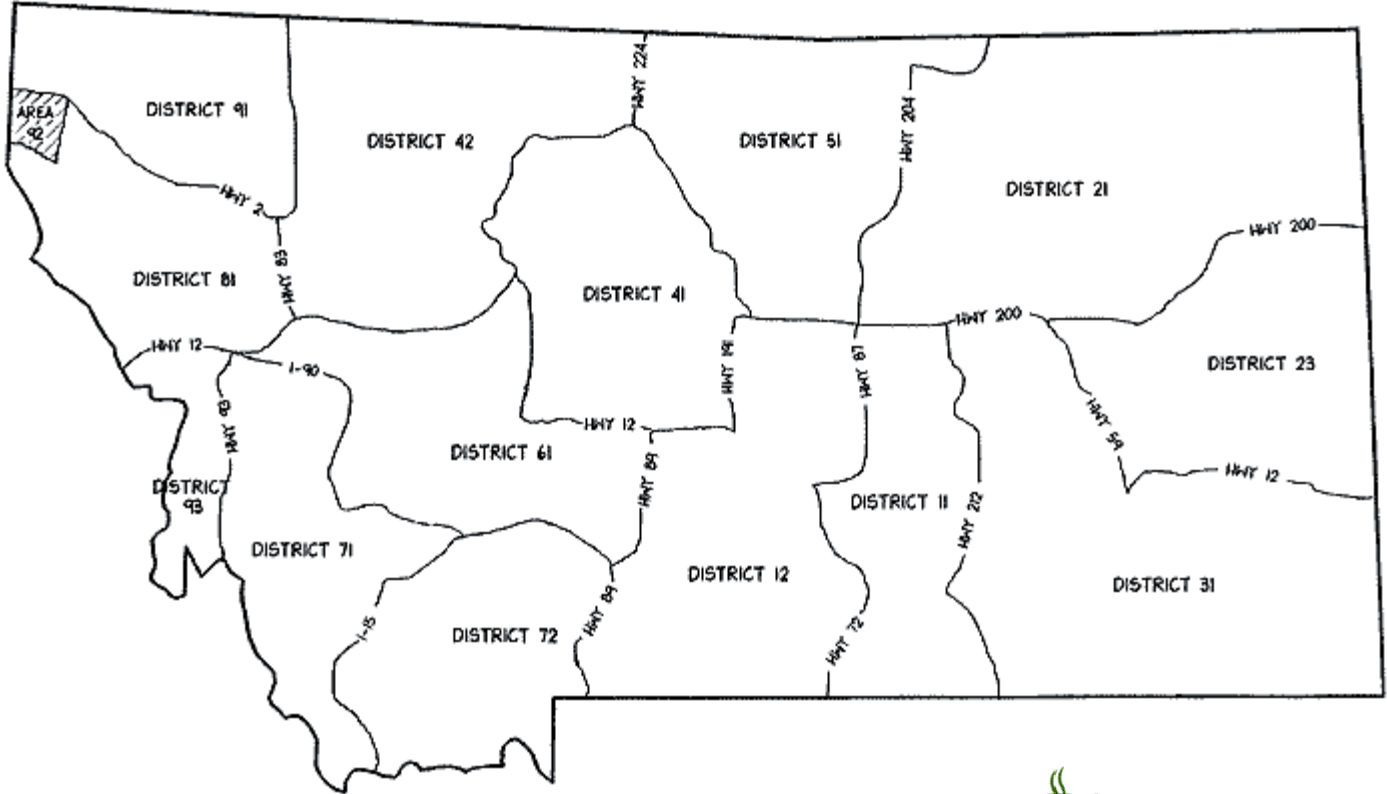 HWY 224
AREA
92
DISTRICT 91
DISTRICT 42
DISTRICT 51
HWY 204
DISTRICT 21
HWY 2
HWY 200
HWY 83
DISTRICT 81
DISTRICT 41
HWY 200
HWY 12
I-90
HWY 191
HWY 87
DISTRICT 23
HWY 93
HWY 12
HWY 59
DISTRICT 61
HWY 89
HWY 12
DISTRICT
93
DISTRICT 11
HWY 212
DISTRICT 71
DISTRICT 12
DISTRICT 31
I-15
DISTRICT 72
HWY 89
HWY 72